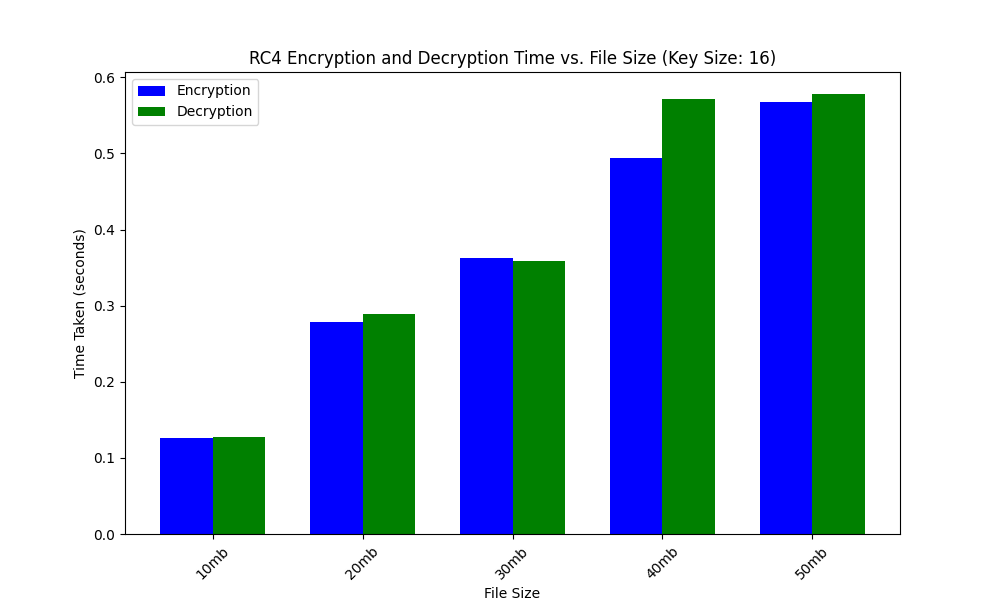 RC4 Encryption and Decryption Time vs. File Size (Key Size: 16)
Encryption
Decryption
Time Taken (seconds)
0.6
0.5
0.4
0.3
0.2
0.1
0.0
10mb
20mb
30mb
40mb
50mb
File Size